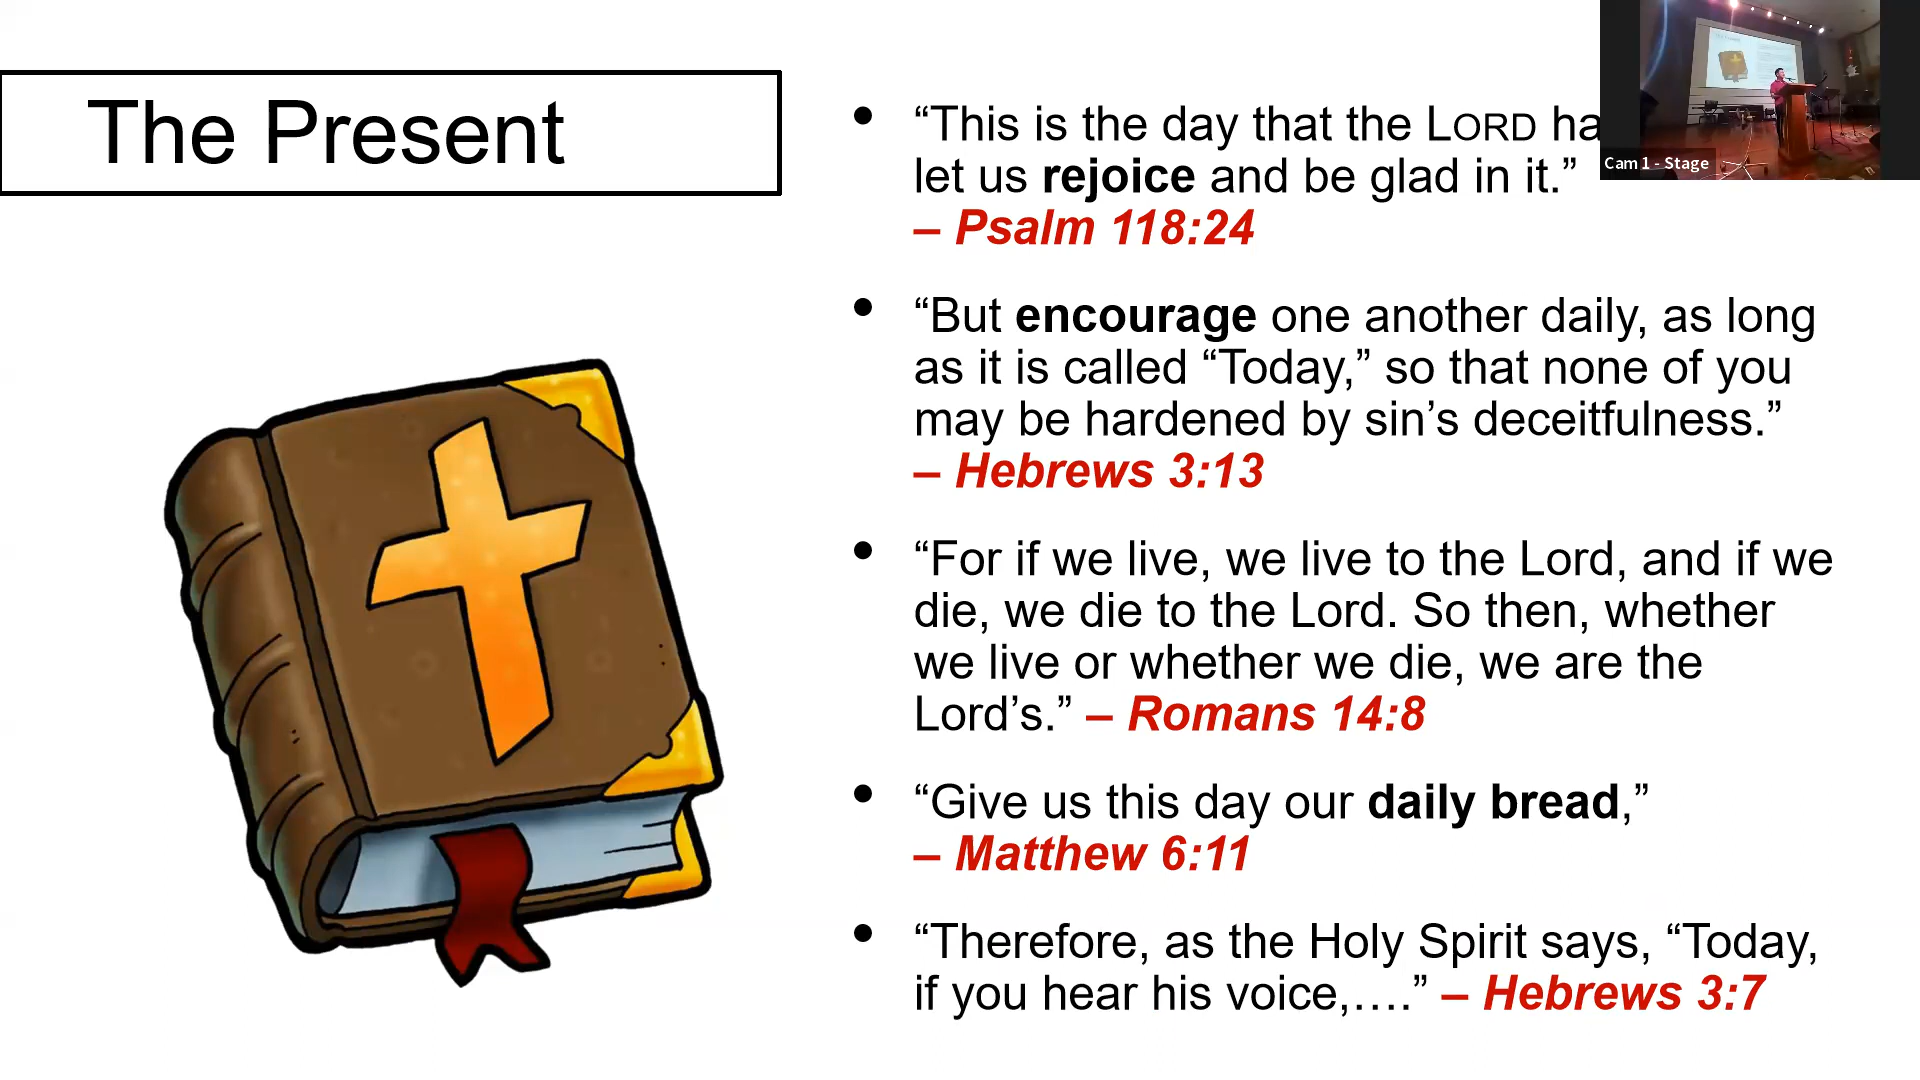 The Present
• “This is the day that the LORD ha
let us rejoice and be glad in it.”
– Psalm 118:24
• “But encourage one another daily, as long
as it is called “Today,” so that none of you
may be hardened by sin’s deceitfulness.”
– Hebrews 3:13
• “For if we live, we live to the Lord, and if we
die, we die to the Lord. So then, whether
we live or whether we die, we are the
Lord’s.” – Romans 14:8
• “Give us this day our daily bread,”
– Matthew 6:11
• “Therefore, as the Holy Spirit says, “Today,
if you hear his voice,….” – Hebrews 3:7
Cam 1 - Stage